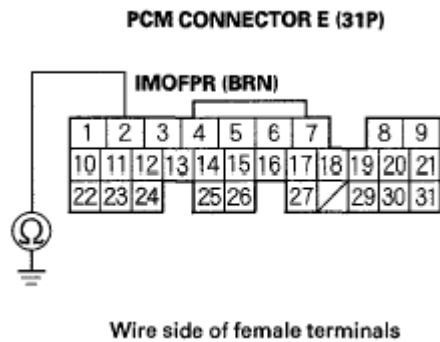 PCM CONNECTOR E (31P)
IMOFPR (BRN)
1 2 3 4 5 6 7 8 9
10 11 12 13 14 15 16 17 18 19 20 21
22 23 24 25 26 27 29 30 31
Ω
Wire side of female terminals